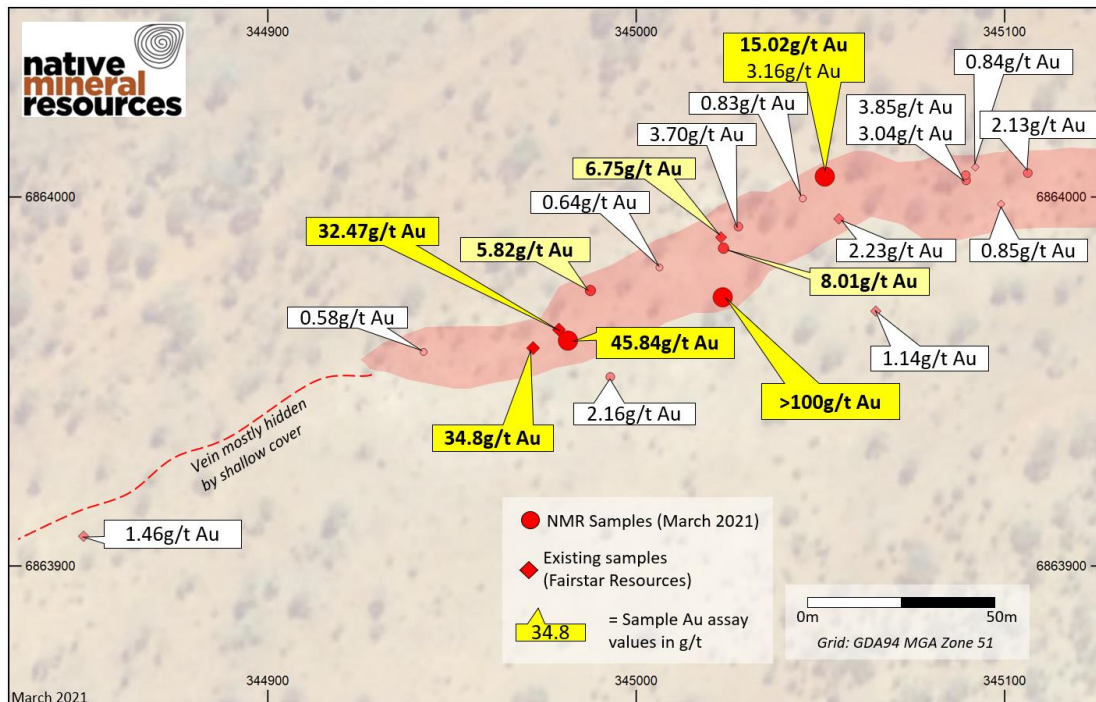 344900
345000
345100
native
mineral
resources
15.02g/t Au
3.16g/t Au
0.84g/t Au
0.83g/t Au
3.85g/t Au
3.04g/t Au
2.13g/t Au
3.70g/t Au
6.75g/t Au
6864000
6864000
0.64g/t Au
32.47g/t Au
5.82g/t Au
2.23g/t Au
0.85g/t Au
8.01g/t Au
0.58g/t Au
45.84g/t Au
1.14g/t Au
>100g/t Au
2.16g/t Au
34.8g/t Au
Vein mostly hidden
by shallow cover
1.46g/t Au
NMR Samples (March 2021)
Existing samples
(Fairstar Resources)
34.8
= Sample Au assay
values in g/t
6863900
6863900
0m
50m
Grid: GDA94 MGA Zone 51
March 2021
344900
345000
345100